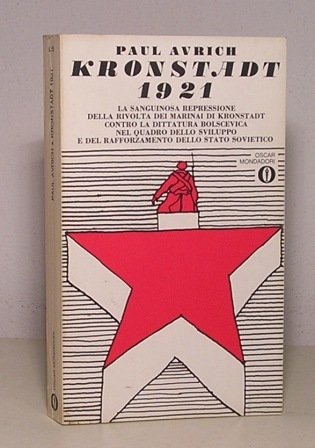 PAUL AVRICH
KRONSTADT
1921
LA SANGUINOSA REPRESSIONE
DELLA RIVOLTA DEI MARINAI DI KRONSTADT
CONTRO LA DITTATURA BOLSCEVICA
NEL QUADRO DELLO SVILUPPO
E DEL RAFFORZAMENTO DELLO STATO SOVIETICO
OSCAR
MONDADORI
PAUL AVRICH • KRONSTADT 1921